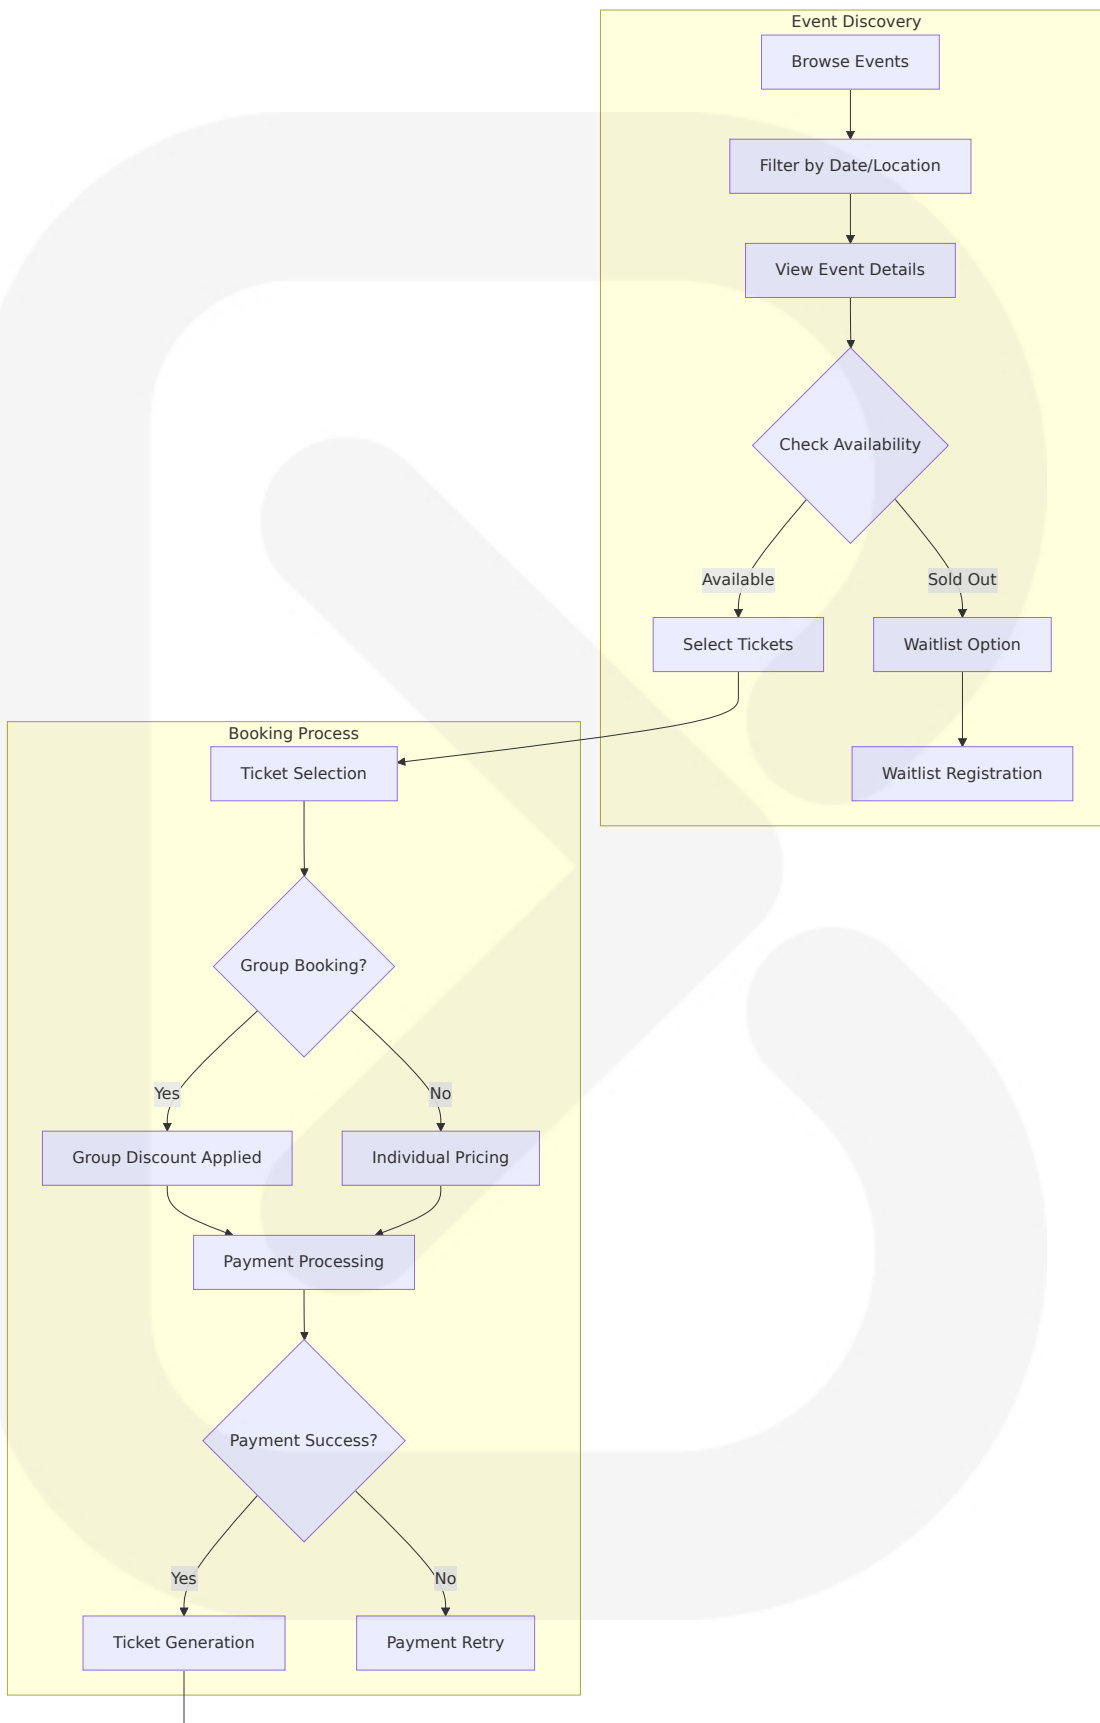 Event Discovery
Browse Events
Filter by Date/Location
View Event Details
Check Availability
Available
Sold Out
Select Tickets
Waitlist Option
Waitlist Registration
Booking Process
Ticket Selection
Group Booking?
Yes
No
Group Discount Applied
Individual Pricing
Payment Processing
Payment Success?
Yes
No
Ticket Generation
Payment Retry